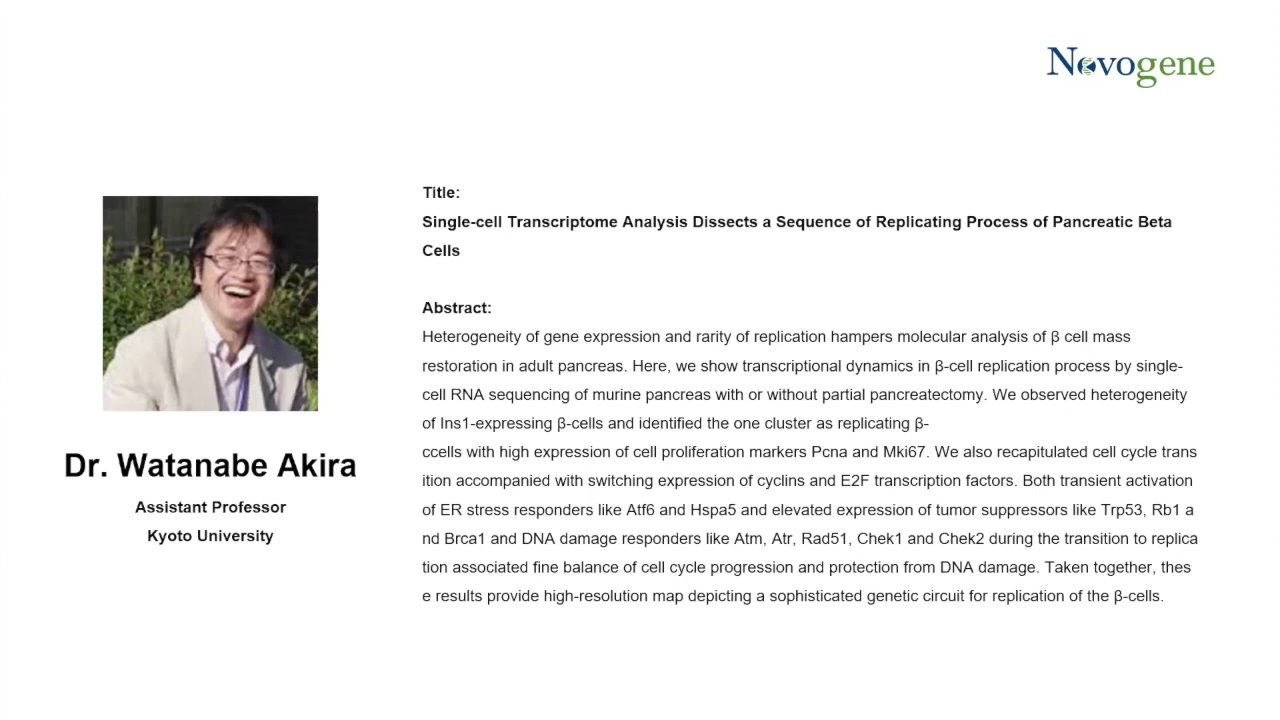 Novogene
Title:
Single-cell Transcriptome Analysis Dissects a Sequence of Replicating Process of Pancreatic Beta
Cells
Abstract:
Heterogeneity of gene expression and rarity of replication hampers molecular analysis of β cell mass
restoration in adult pancreas. Here, we show transcriptional dynamics in β-cell replication process by single-
cell RNA sequencing of murine pancreas with or without partial pancreatectomy. We observed heterogeneity
of Ins1-expressing β-cells and identified the one cluster as replicating β-
ccells with high expression of cell proliferation markers Pcna and Mki67. We also recapitulated cell cycle trans
ition accompanied with switching expression of cyclins and E2F transcription factors. Both transient activation
of ER stress responders like Atf6 and Hspa5 and elevated expression of tumor suppressors like Trp53, Rb1 a
nd Brca1 and DNA damage responders like Atm, Atr, Rad51, Chek1 and Chek2 during the transition to replica
tion associated fine balance of cell cycle progression and protection from DNA damage. Taken together, thes
e results provide high-resolution map depicting a sophisticated genetic circuit for replication of the β-cells.
Dr. Watanabe Akira
Assistant Professor
Kyoto University